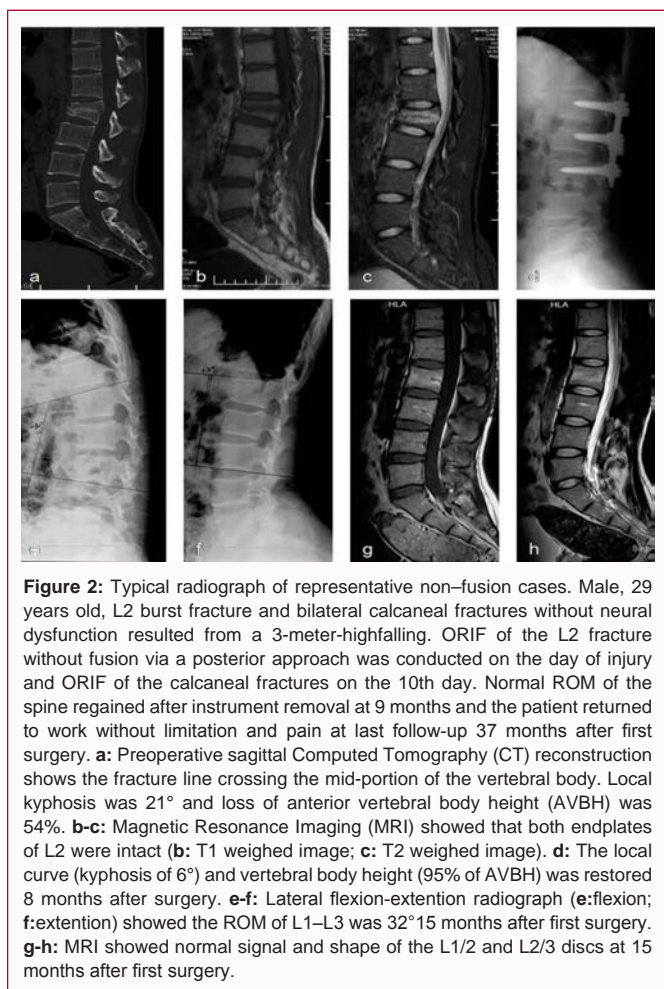 a
b
c
d
HLA
HLA
e
f
g
h
Figure 2: Typical radiograph of representative non–fusion cases. Male, 29
years old, L2 burst fracture and bilateral calcaneal fractures without neural
dysfunction resulted from a 3-meter-highfalling. ORIF of the L2 fracture
without fusion via a posterior approach was conducted on the day of injury
and ORIF of the calcaneal fractures on the 10th day. Normal ROM of the
spine regained after instrument removal at 9 months and the patient returned
to work without limitation and pain at last follow-up 37 months after first
surgery. a: Preoperative sagittal Computed Tomography (CT) reconstruction
shows the fracture line crossing the mid-portion of the vertebral body. Local
kyphosis was 21° and loss of anterior vertebral body height (AVBH) was
54%. b-c: Magnetic Resonance Imaging (MRI) showed that both endplates
of L2 were intact (b: T1 weighed image; c: T2 weighed image). d: The local
curve (kyphosis of 6°) and vertebral body height (95% of AVBH) was restored
8 months after surgery. e-f: Lateral flexion-extention radiograph (e:flexion;
f:extention) showed the ROM of L1–L3 was 32°15 months after first surgery.
g-h: MRI showed normal signal and shape of the L1/2 and L2/3 discs at 15
months after first surgery.